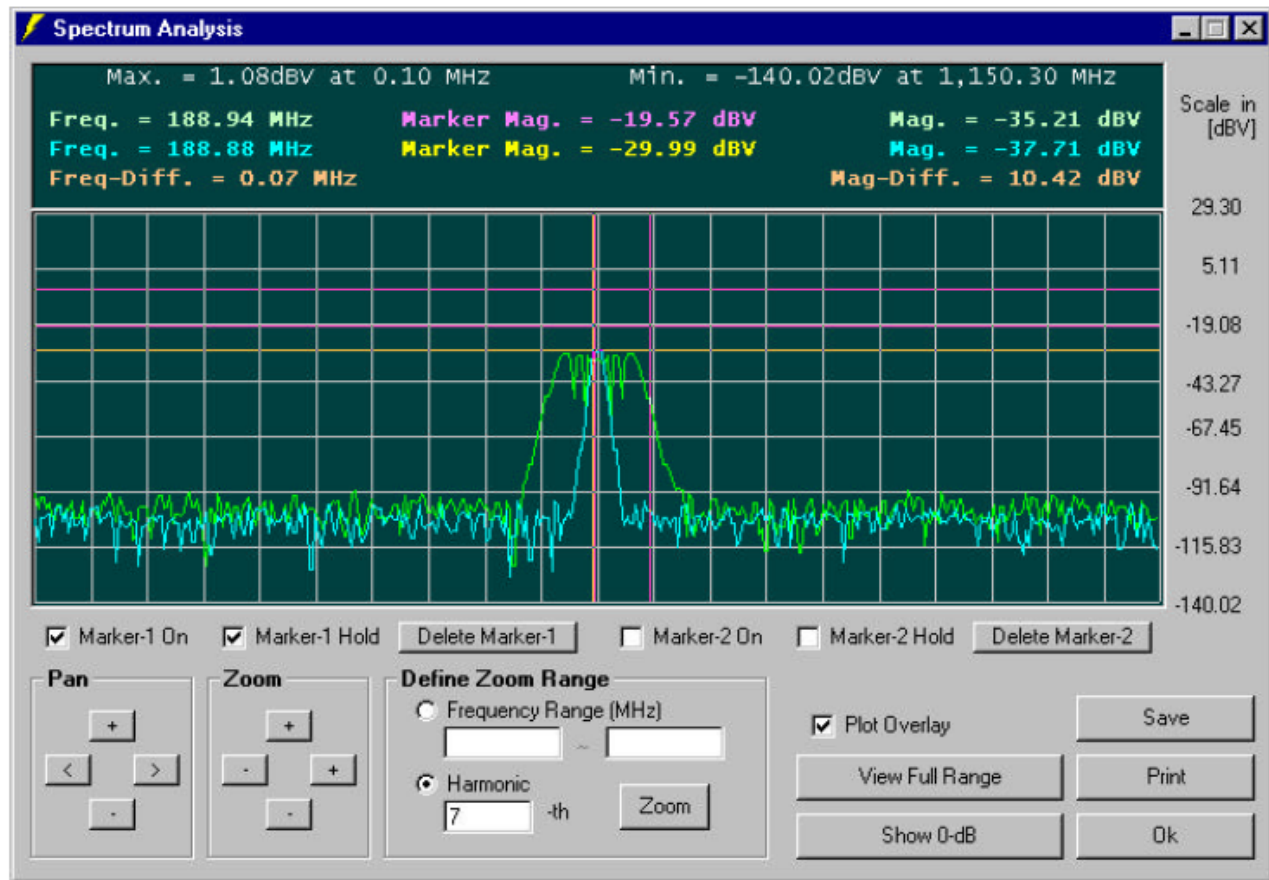 Spectrum Analysis
Max. = 1.08dBV at 0.10 MHz Min. = -140.02dBV at 1,150.30 MHz
Freq. = 188.94 MHz Marker Mag. = -19.57 dBV Mag. = -35.21 dBV
Freq. = 188.88 MHz Marker Mag. = -29.99 dBV Mag. = -37.71 dBV
Freq-Diff. = 0.07 MHz Mag-Diff. = 10.42 dBV
Scale in
[dBV]
29.30
5.11
-19.08
-43.27
-67.45
-91.64
-115.83
-140.02
Marker-1 On Marker-1 Hold Delete Marker-1 Marker-2 On Marker-2 Hold Delete Marker-2
Pan
+
< >
-
Zoom
+
- +
-
Define Zoom Range
Frequency Range (MHz)
~
Harmonic
7 -th Zoom
Plot Overlay
View Full Range
Show 0-dB
Save
Print
Ok